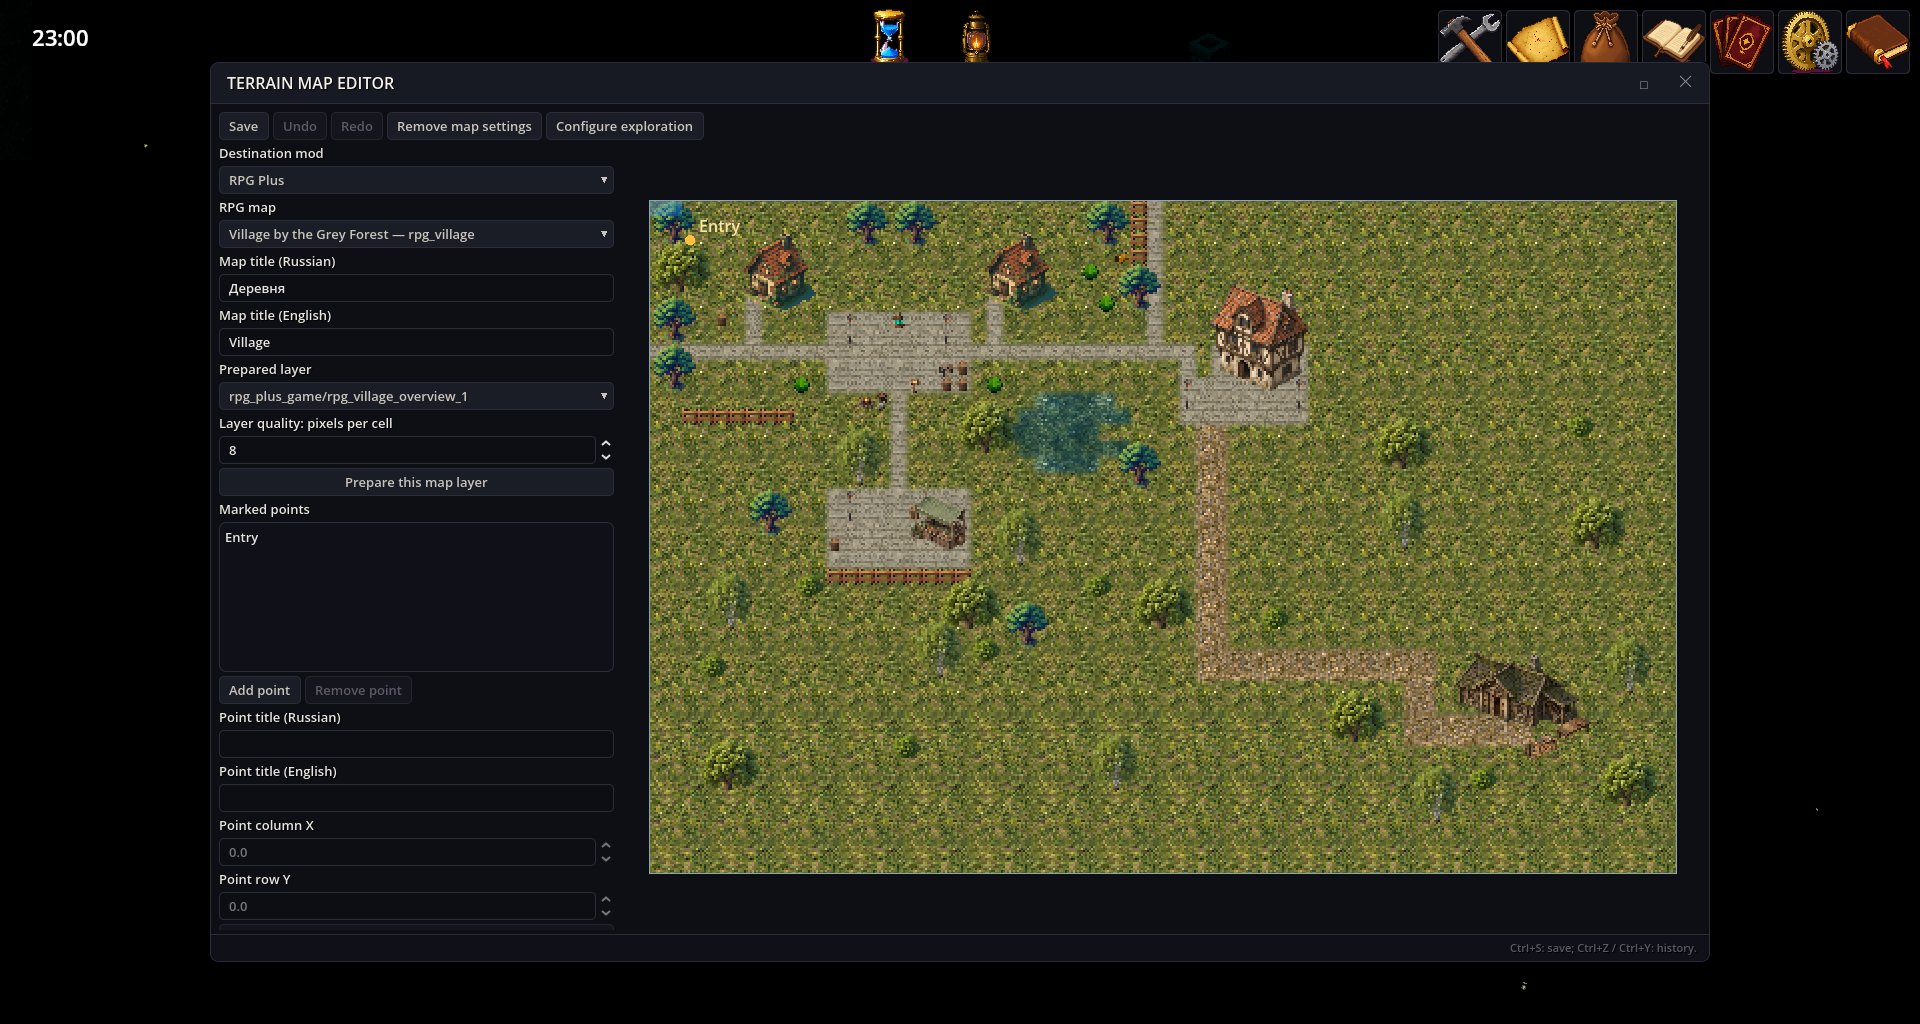 23:00
TERRAIN MAP EDITOR
Save Undo Redo Remove map settings Configure exploration
Destination mod
RPG Plus
RPG map
Village by the Grey Forest — rpg_village
Map title (Russian)
Деревня
Map title (English)
Village
Prepared layer
rpg_plus_game/rpg_village_overview_1
Layer quality: pixels per cell
8
Prepare this map layer
Marked points
Entry
Add point Remove point
Point title (Russian)
Point title (English)
Point column X
0.0
Point row Y
0.0
Entry
Ctrl+S: save; Ctrl+Z / Ctrl+Y: history.